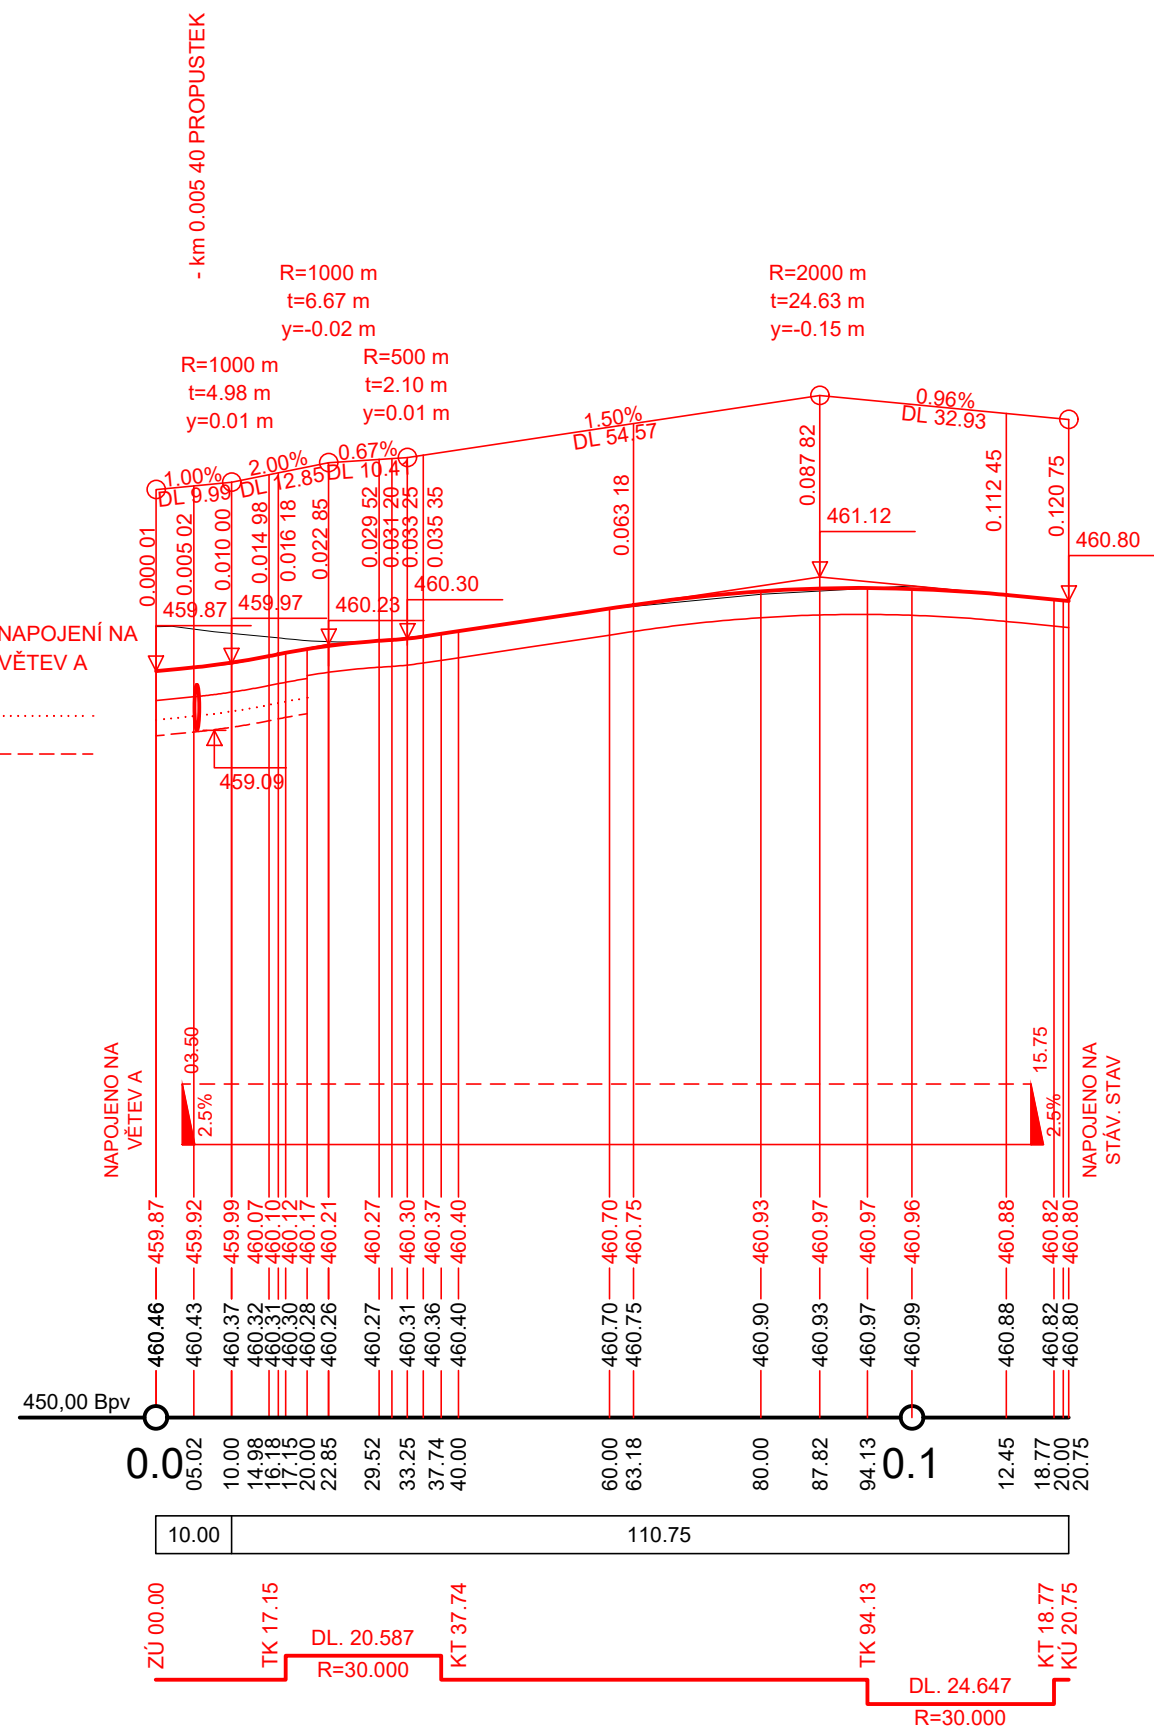 - km 0.005 40 PROPUSTEK
R=1000 m
t=6.67 m
y=-0.02 m
R=2000 m
t=24.63 m
y=-0.15 m
R=1000 m
t=4.98 m
y=0.01 m
R=500 m
t=2.10 m
y=0.01 m
1.00%
DL 9.99
2.00%
DL 12.85
0.67%
DL 10.41
1.50%
DL 54.57
0.96%
DL 32.93
0.000 01
0.005 02
0.010 00
0.014 98
0.016 18
0.022 85
0.029 52
0.031 20
0.033 25
0.035 35
0.063 18
0.087 82
0.112 45
0.120 75
459.87
459.97
460.23
460.30
461.12
460.80
NAPOJENÍ NA
VĚTEV A
459.09
NAPOJENO NA
VĚTEV A
03.50
2.5%
15.75
2.5%
NAPOJENO NA
STÁV. STAV
459.87
459.92
459.99
460.07
460.10
460.12
460.17
460.21
460.27
460.30
460.37
460.40
460.70
460.75
460.93
460.97
460.97
460.96
460.88
460.82
460.80
460.46
460.43
460.37
460.32
460.31
460.30
460.28
460.26
460.27
460.31
460.36
460.40
460.70
460.75
460.90
460.93
460.97
460.99
460.88
460.82
460.80
450,00 Bpv
0.0
05.02
10.00
14.98
16.18
17.15
20.00
22.85
29.52
33.25
37.74
40.00
60.00
63.18
80.00
87.82
94.13
0.1
12.45
18.77
20.00
20.75
10.00
110.75
ZÚ 00.00
TK 17.15
DL. 20.587
R=30.000
KT 37.74
TK 94.13
DL. 24.647
R=30.000
KT 18.77
KÚ 20.75